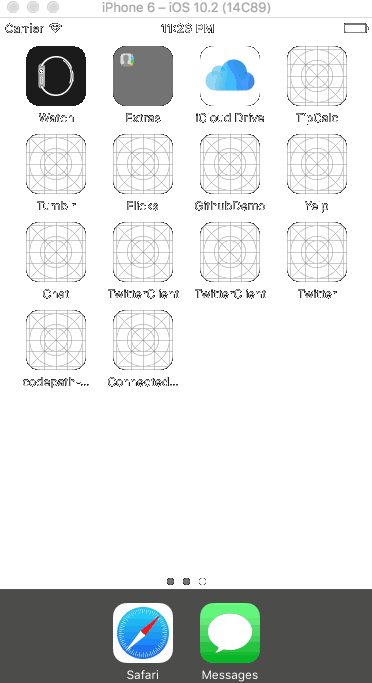 iPhone 6 – iOS 10.2 (14C89)
Carrier 11:23 PM
Watch Extras iCloud Drive TipCalc
Tumblr Flicks GithubDemo Yelp
Chat TwitterClient TwitterClient Twitter
codepath-... Connected...
Safari Messages